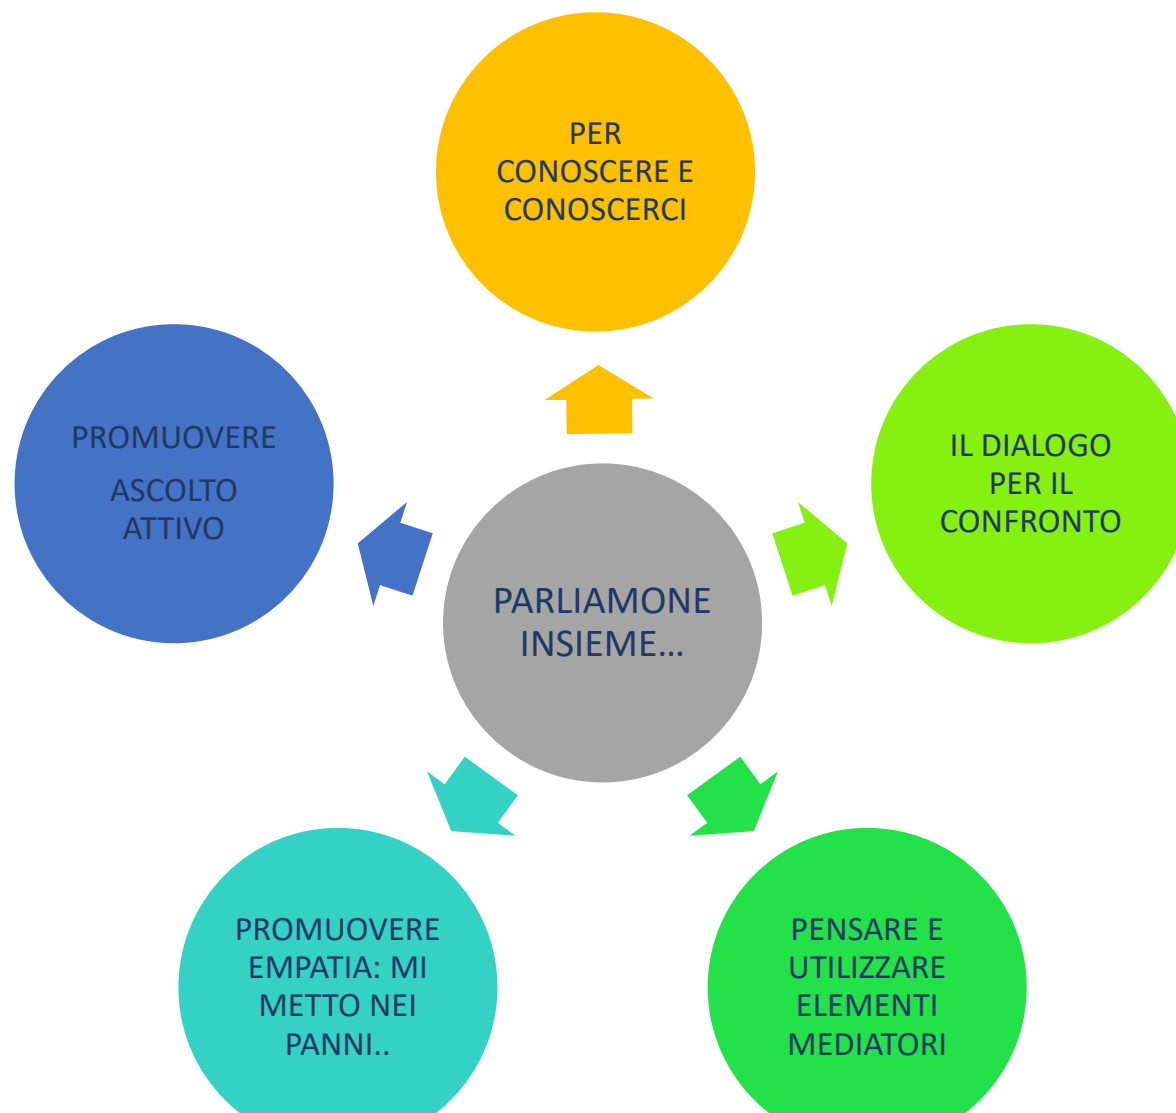 PER
CONOSCERE E
CONOSCERCI
IL DIALOGO
PER IL
CONFRONTO
PENSARE E
UTILIZZARE
ELEMENTI
MEDIATORI
PROMUOVERE
EMPATIA: MI
METTO NEI
PANNI..
PROMUOVERE
ASCOLTO
ATTIVO
PARLIAMONE
INSIEME…